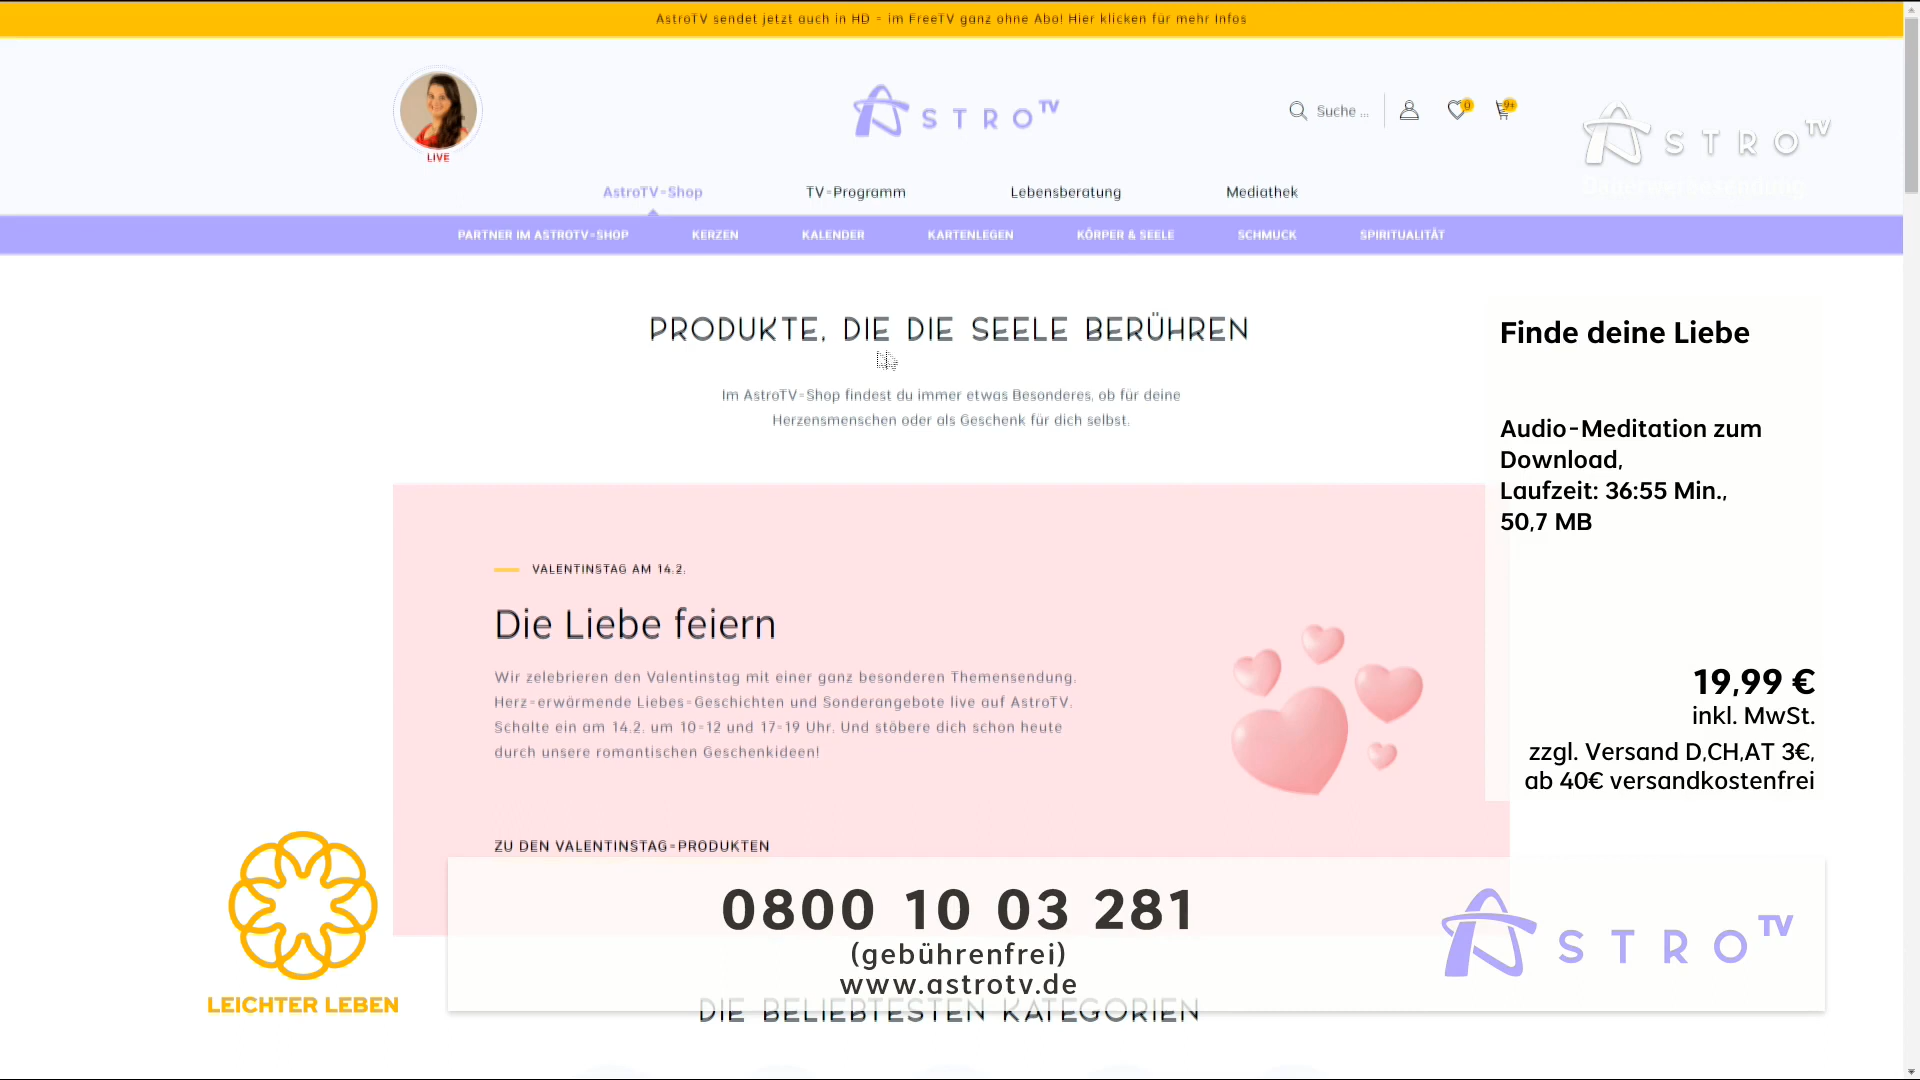 AstroTV sendet jetzt auch in HD - im FreeTV ganz ohne Abo! Hier klicken für mehr Infos
LIVE
ASTRO TV
Suche ...
0
9+
ASTRO TV
Dauerwerbesendung
AstroTV-Shop
TV-Programm
Lebensberatung
Mediathek
PARTNER IM ASTROTV-SHOP
KERZEN
KALENDER
KARTENLEGEN
KÖRPER & SEELE
SCHMUCK
SPIRITUALITÄT
PRODUKTE, DIE DIE SEELE BERÜHREN
Im AstroTV-Shop findest du immer etwas Besonderes, ob für deine
Herzensmenschen oder als Geschenk für dich selbst.
Finde deine Liebe
Audio-Meditation zum
Download,
Laufzeit: 36:55 Min.,
50,7 MB
19,99 €
inkl. MwSt.
zzgl. Versand D,CH,AT 3€,
ab 40€ versandkostenfrei
VALENTINSTAG AM 14.2.
Die Liebe feiern
Wir zelebrieren den Valentinstag mit einer ganz besonderen Themensendung.
Herz-erwärmende Liebes-Geschichten und Sonderangebote live auf AstroTV.
Schalte ein am 14.2. um 10-12 und 17-19 Uhr. Und stöbere dich schon heute
durch unsere romantischen Geschenkideen!
ZU DEN VALENTINSTAG-PRODUKTEN
LEICHTER LEBEN
0800 10 03 281
(gebührenfrei)
www.astrotv.de
ASTRO TV
DIE BELIEBTESTEN KATEGORIEN